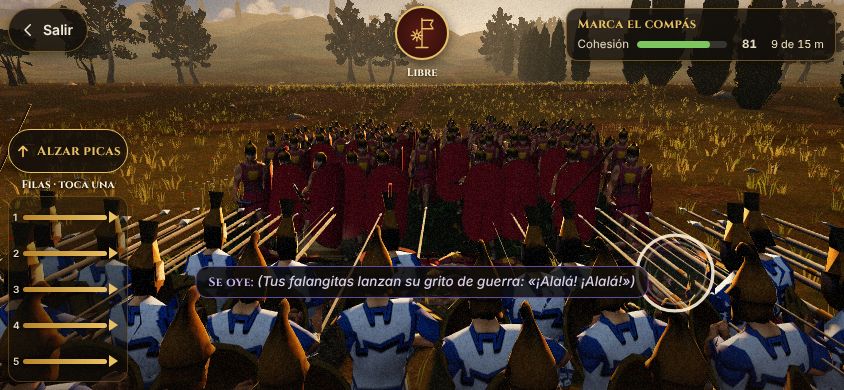 Salir
LIBRE
MARCA EL COMPÁS
Cohesión 81 9 de 15 m
ALZAR PICAS
FILAS · TOCA UNA
1
2
3
4
5
SE OYE: (Tus falangitas lanzan su grito de guerra: «¡Alalá! ¡Alalá!»)